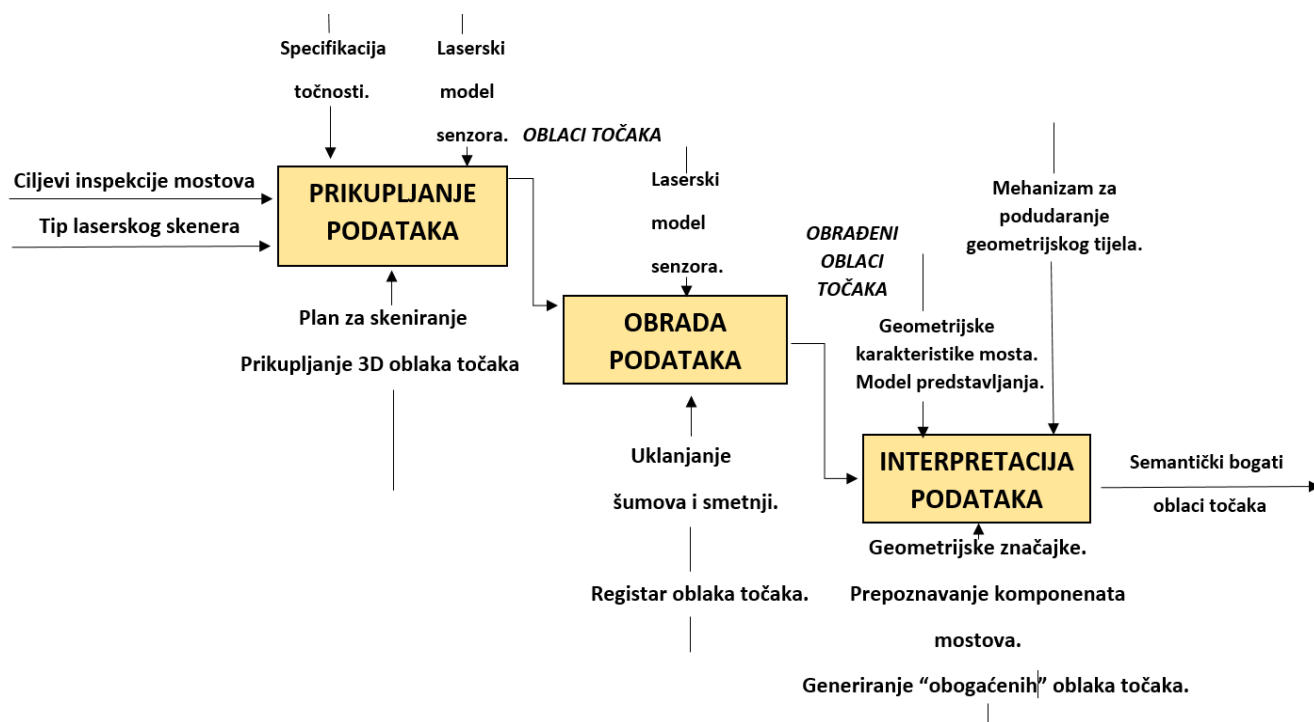 Specifikacija
točnosti.
Laserski
model
senzora.
OBLACI TOČAKA
Ciljevi inspekcije mostova
Tip laserskog skenera
PRIKUPLJANJE
PODATAKA
Plan za skeniranje
Prikupljanje 3D oblaka točaka
Laserski
model
senzora.
OBRADA
PODATAKA
Uklanjanje
šumova i smetnji.
Registar oblaka točaka.
OBRAĐENI
OBLACI
TOČAKA
Geometrijske
karakteristike mosta.
Model predstavljanja.
Mehanizam za
podudaranje
geometrijskog tijela.
INTERPRETACIJA
PODATAKA
Semantički bogati
oblaci točaka
Geometrijske značajke.
Prepoznavanje komponenata
mostova.
Generiranje “obogaćenih” oblaka točaka.